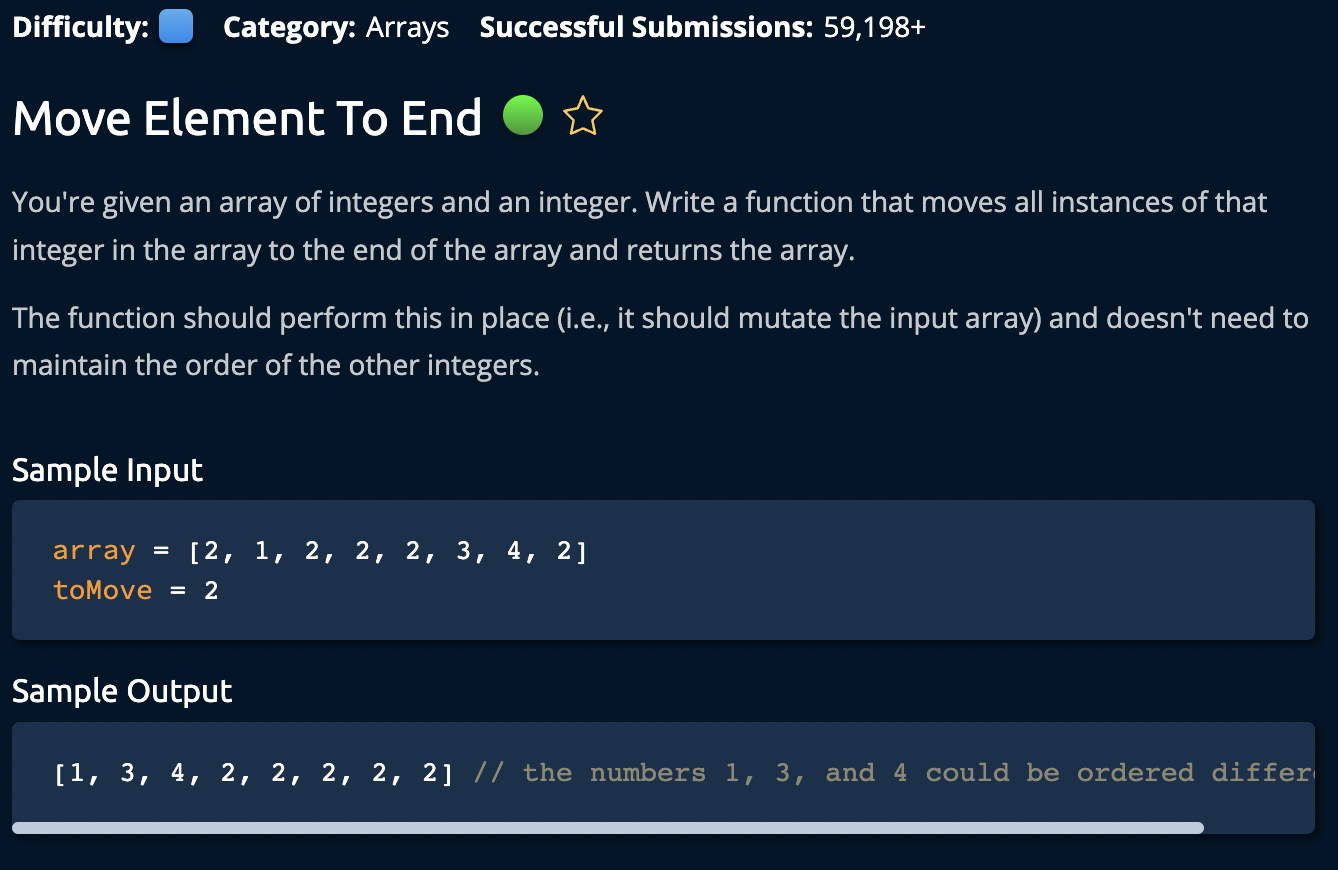 Difficulty: Category: Arrays Successful Submissions: 59,198+
Move Element To End
You're given an array of integers and an integer. Write a function that moves all instances of that
integer in the array to the end of the array and returns the array.
The function should perform this in place (i.e., it should mutate the input array) and doesn't need to
maintain the order of the other integers.
Sample Input
array = [2, 1, 2, 2, 2, 3, 4, 2]
toMove = 2
Sample Output
[1, 3, 4, 2, 2, 2, 2, 2] // the numbers 1, 3, and 4 could be ordered